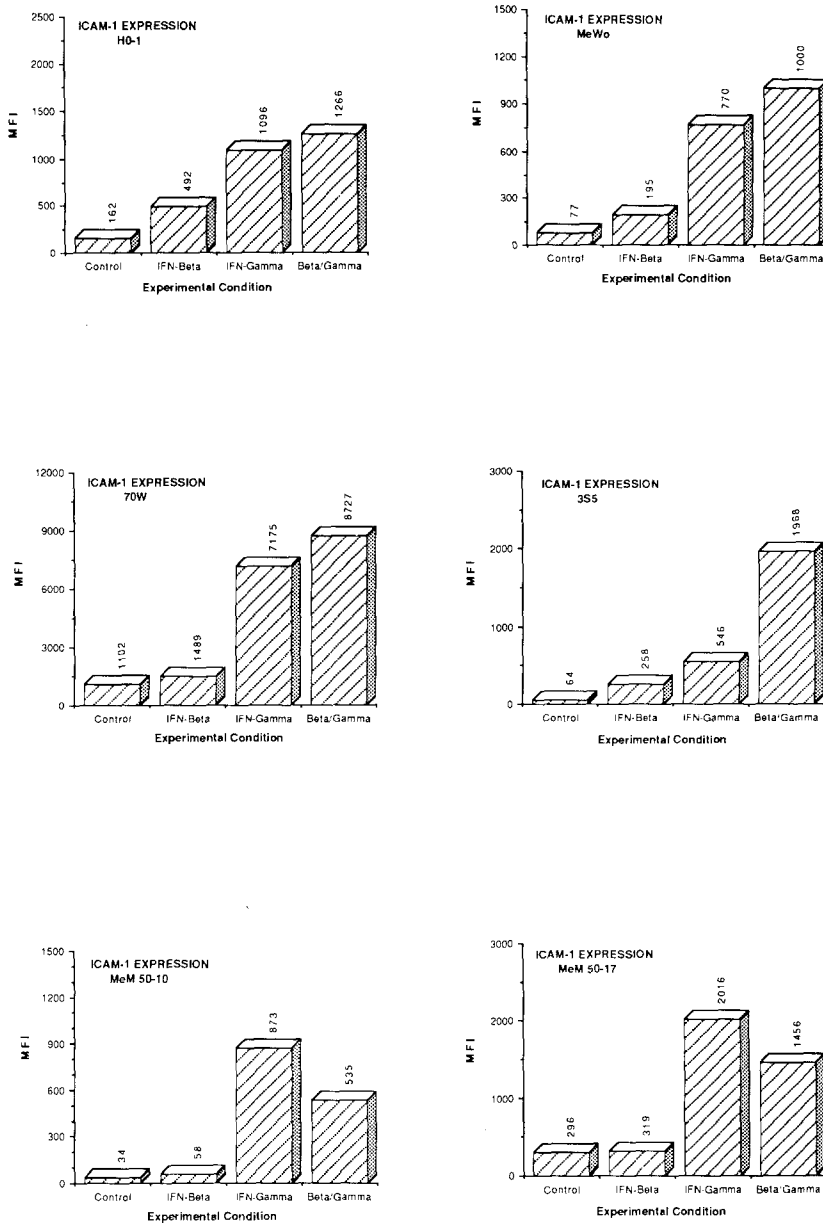 ICAM-1 EXPRESSION
H0-1
2500
2000
1500
1000
500
0
MFI
162
492
1096
1266
Control
IFN-Beta
IFN-Gamma
Beta/Gamma
Experimental Condition
ICAM-1 EXPRESSION
MeWo
1500
1200
900
600
300
0
MFI
77
195
770
1000
Control
IFN-Beta
IFN-Gamma
Beta/Gamma
Experimental Condition
ICAM-1 EXPRESSION
70W
12000
9000
6000
3000
0
MFI
1102
1489
7175
8727
Control
IFN-Beta
IFN-Gamma
Beta/Gamma
Experimental Condition
ICAM-1 EXPRESSION
3S5
3000
2000
1000
0
MFI
64
258
546
1968
Control
IFN-Beta
IFN-Gamma
Beta/Gamma
Experimental Condition
ICAM-1 EXPRESSION
MeM 50-10
1500
1200
900
600
300
0
MFI
34
58
873
535
Control
IFN-Beta
IFN-Gamma
Beta/Gamma
Experimental Condition
ICAM-1 EXPRESSION
MeM 50-17
3000
2000
1000
0
MFI
296
319
2016
1456
Control
IFN-Beta
IFN-Gamma
Beta/Gamma
Experimental Condition